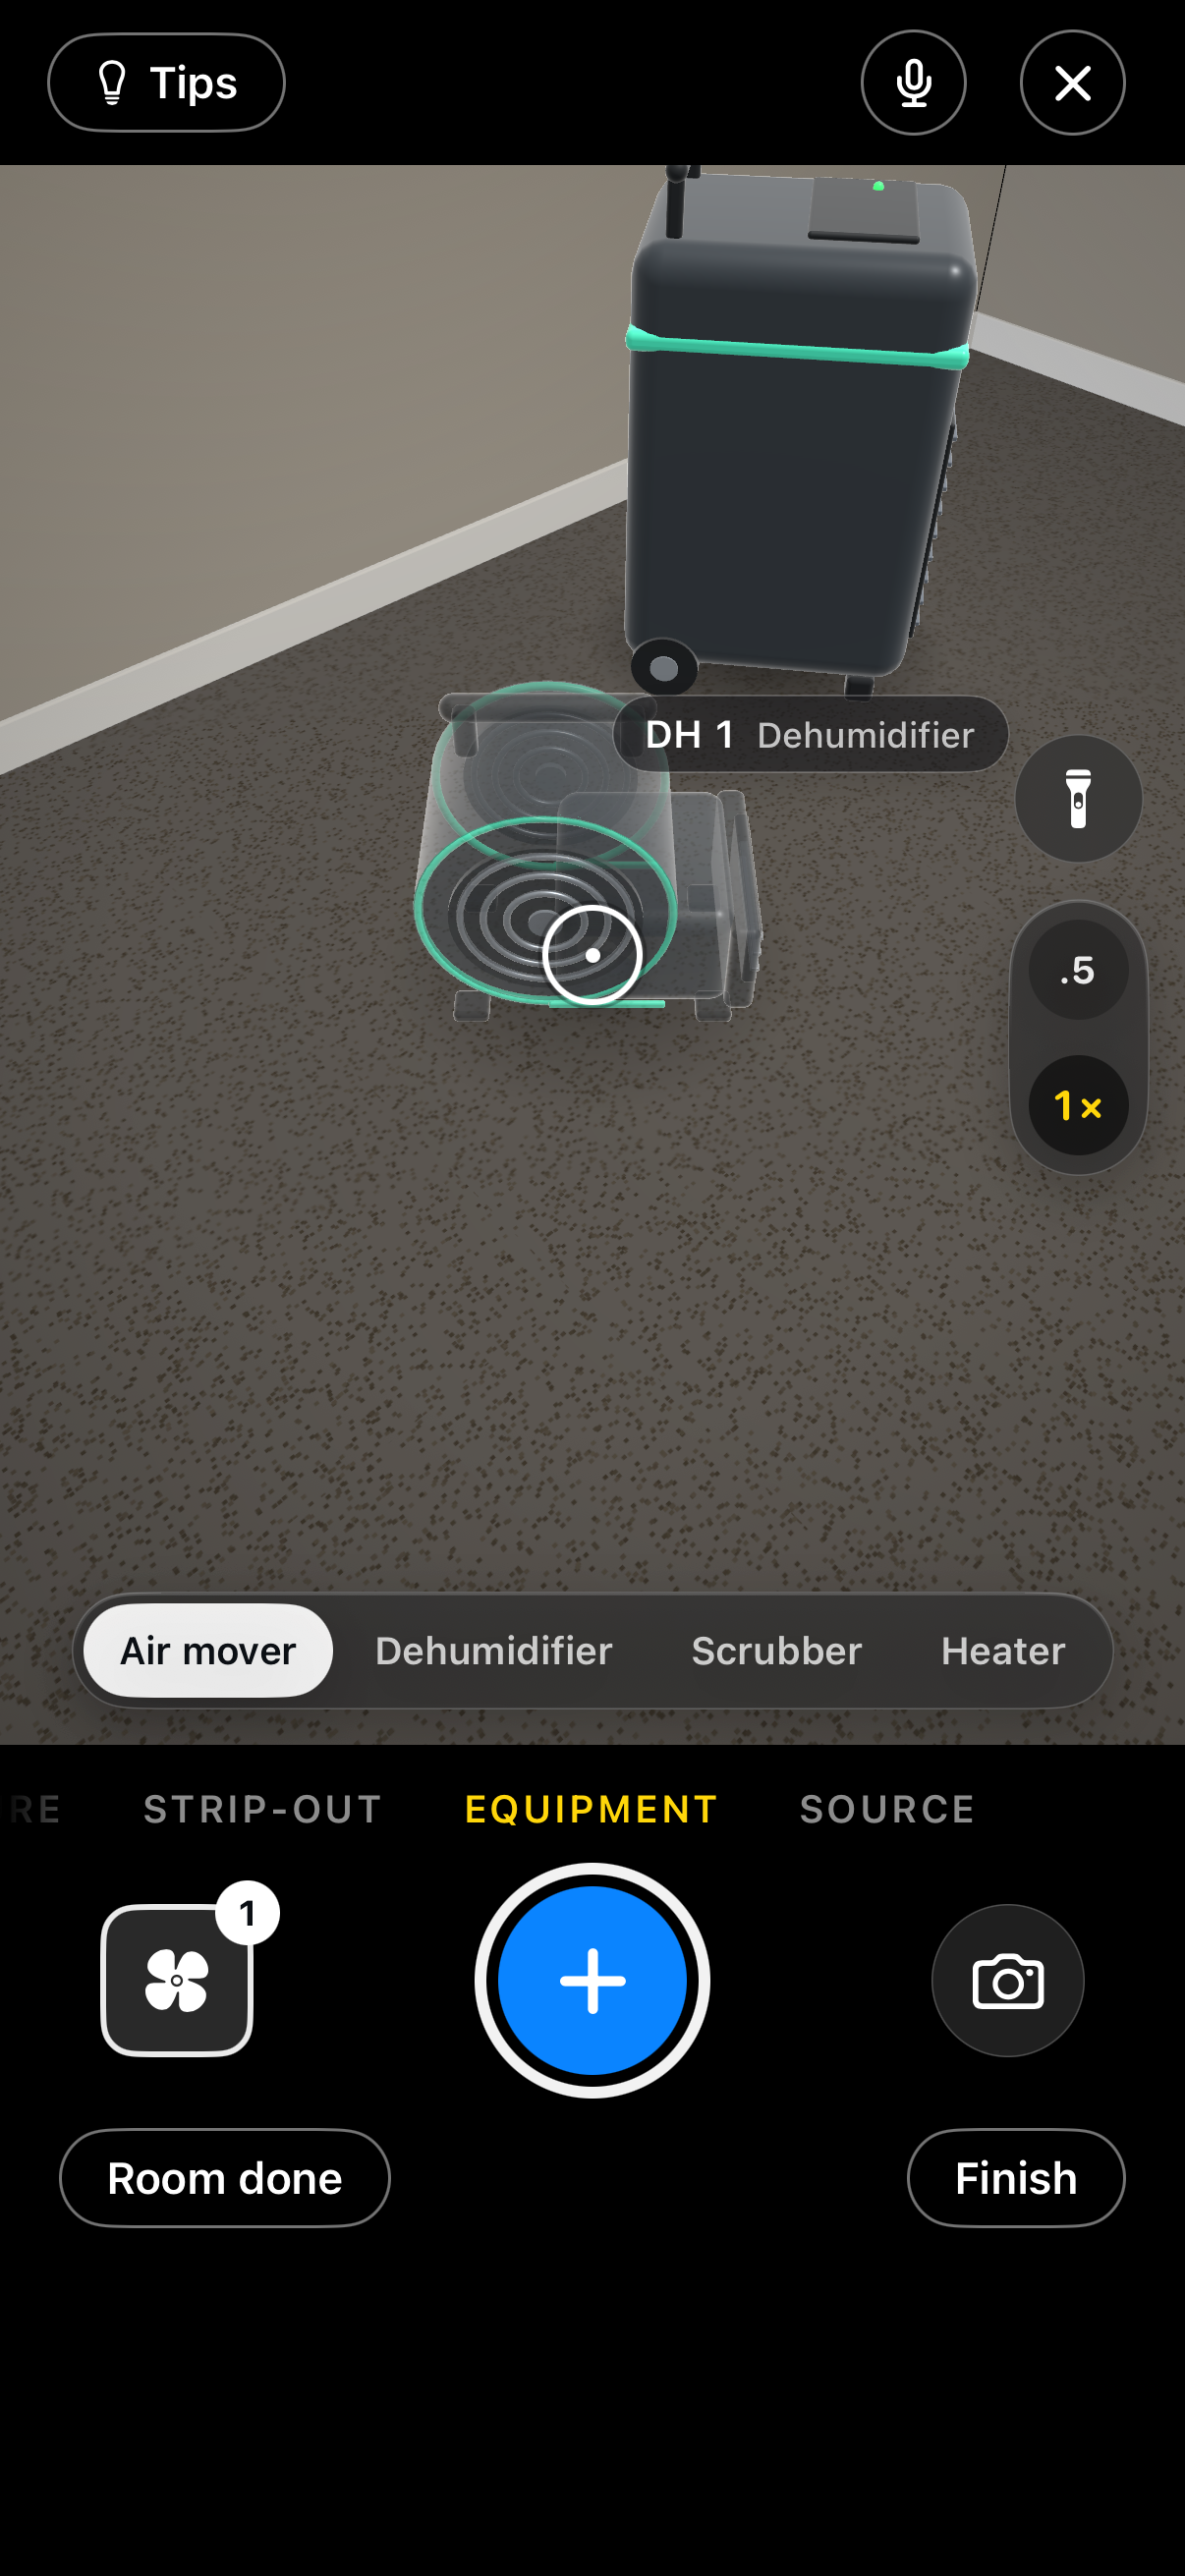 Tips
DH 1 Dehumidifier
.5
1×
Air mover Dehumidifier Scrubber Heater
RE STRIP-OUT EQUIPMENT SOURCE
1
Room done Finish